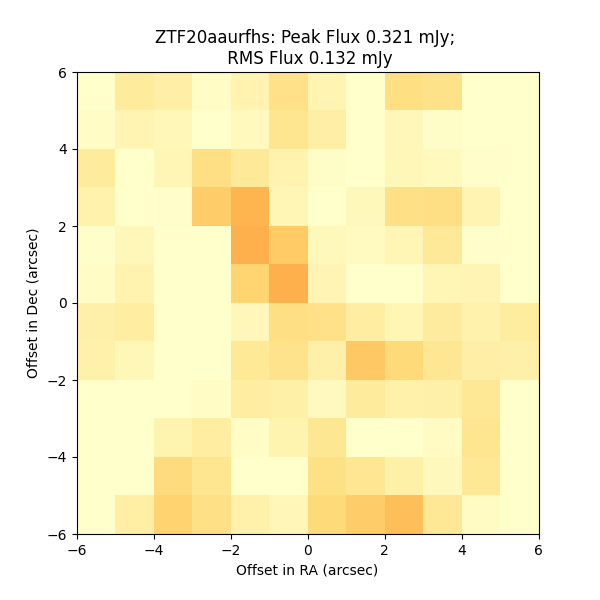 ZTF20aaurfhs: Peak Flux 0.321 mJy;
RMS Flux 0.132 mJy
6
4
2
0
−2
−4
−6
Offset in Dec (arcsec)
−6 −4 −2 0 2 4 6
Offset in RA (arcsec)